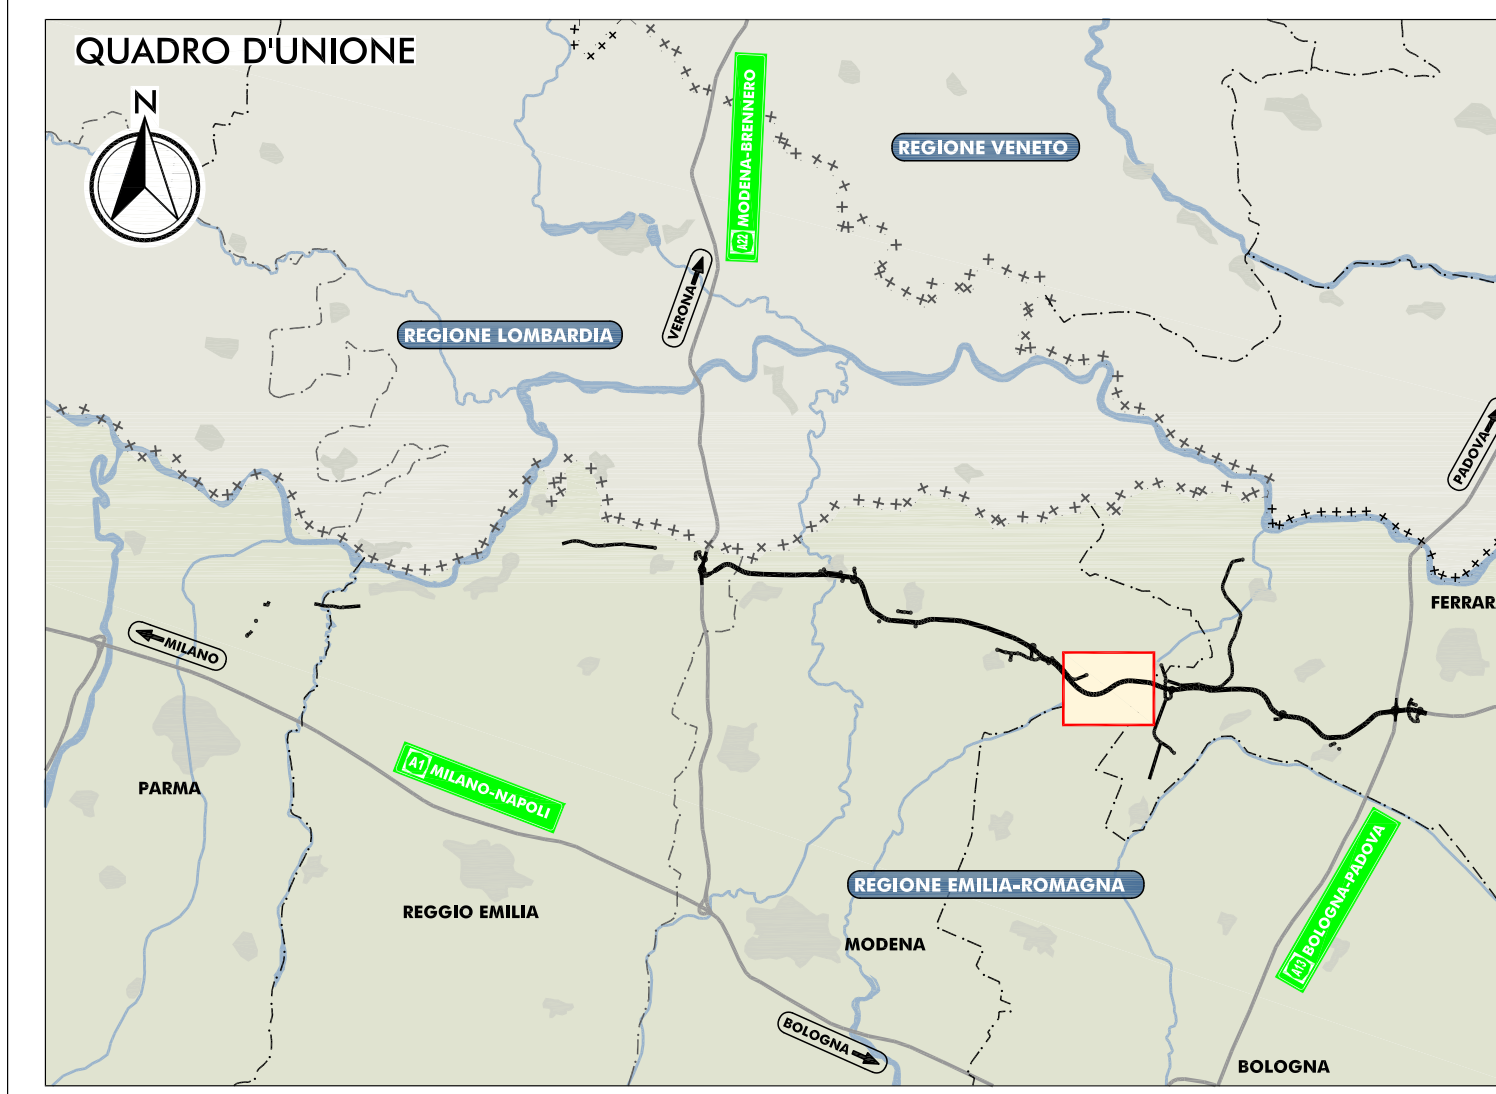 QUADRO D'UNIONE
N
A22 MODENA-BRENNERO
REGIONE VENETO
VERONA
REGIONE LOMBARDIA
PADOVA
FERRAR
MILANO
PARMA
A1 MILANO-NAPOLI
REGIONE EMILIA-ROMAGNA
A13 BOLOGNA-PADOVA
REGGIO EMILIA
MODENA
BOLOGNA
BOLOGNA